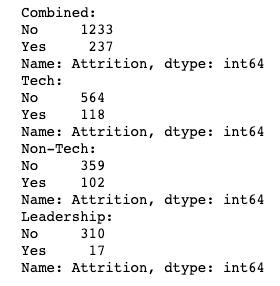 Combined:
No     1233
Yes     237
Name: Attrition, dtype: int64
Tech:
No     564
Yes    118
Name: Attrition, dtype: int64
Non-Tech:
No     359
Yes    102
Name: Attrition, dtype: int64
Leadership:
No     310
Yes     17
Name: Attrition, dtype: int64